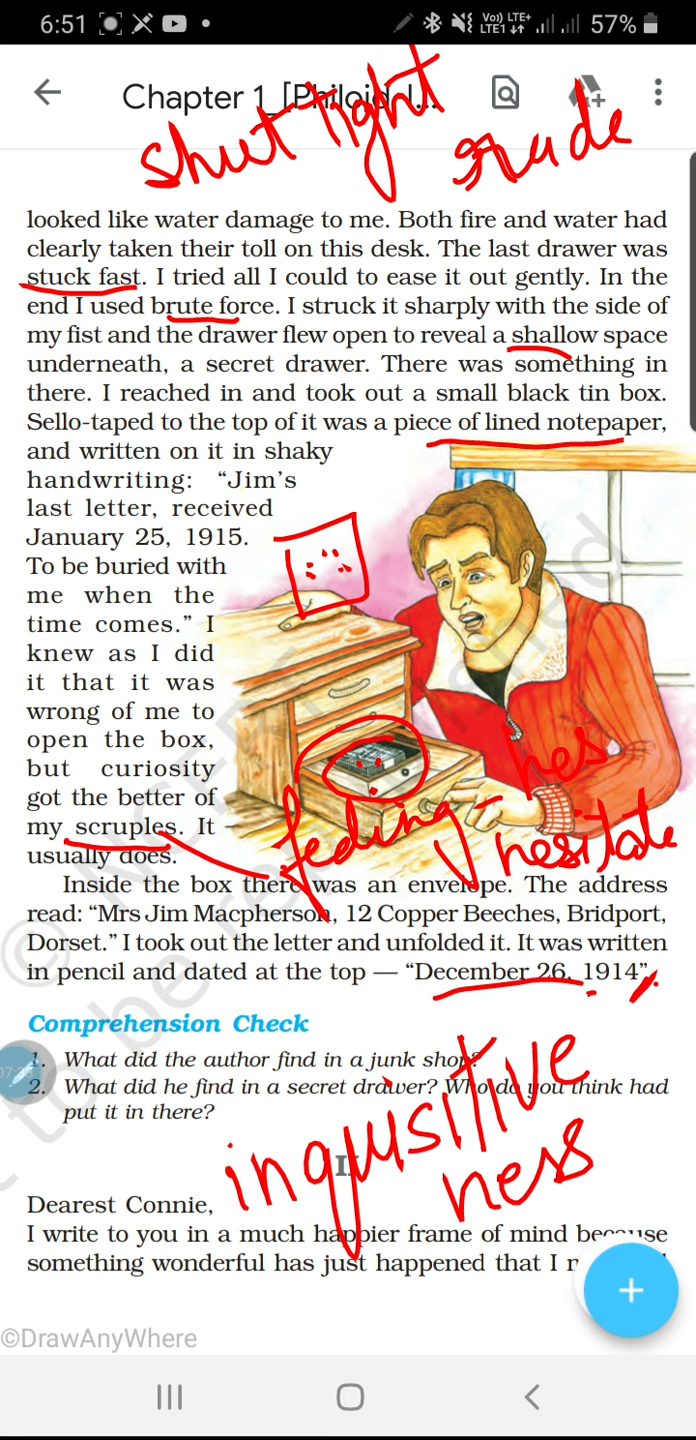 6:51
Vo)) LTE+
LTE1
57%
Chapter 1_[Philoid_I...
shut tight
rude
looked like water damage to me. Both fire and water had
clearly taken their toll on this desk. The last drawer was
stuck fast. I tried all I could to ease it out gently. In the
end I used brute force. I struck it sharply with the side of
my fist and the drawer flew open to reveal a shallow space
underneath, a secret drawer. There was something in
there. I reached in and took out a small black tin box.
Sello-taped to the top of it was a piece of lined notepaper,
and written on it in shaky
handwriting: “Jim’s
last letter, received
January 25, 1915.
To be buried with
me when the
time comes.” I
knew as I did
it that it was
wrong of me to
open the box,
but curiosity
got the better of
my scruples. It
usually does.
hes
hesitate
Inside the box there was an envelope. The address
read: “Mrs Jim Macpherson, 12 Copper Beeches, Bridport,
Dorset.” I took out the letter and unfolded it. It was written
in pencil and dated at the top — “December 26, 1914”.
Comprehension Check
1. What did the author find in a junk shop?
2. What did he find in a secret drawer? Who do you think had
put it in there?
inquisitive
ness
II
Dearest Connie,
I write to you in a much happier frame of mind because
something wonderful has just happened that I
©DrawAnyWhere